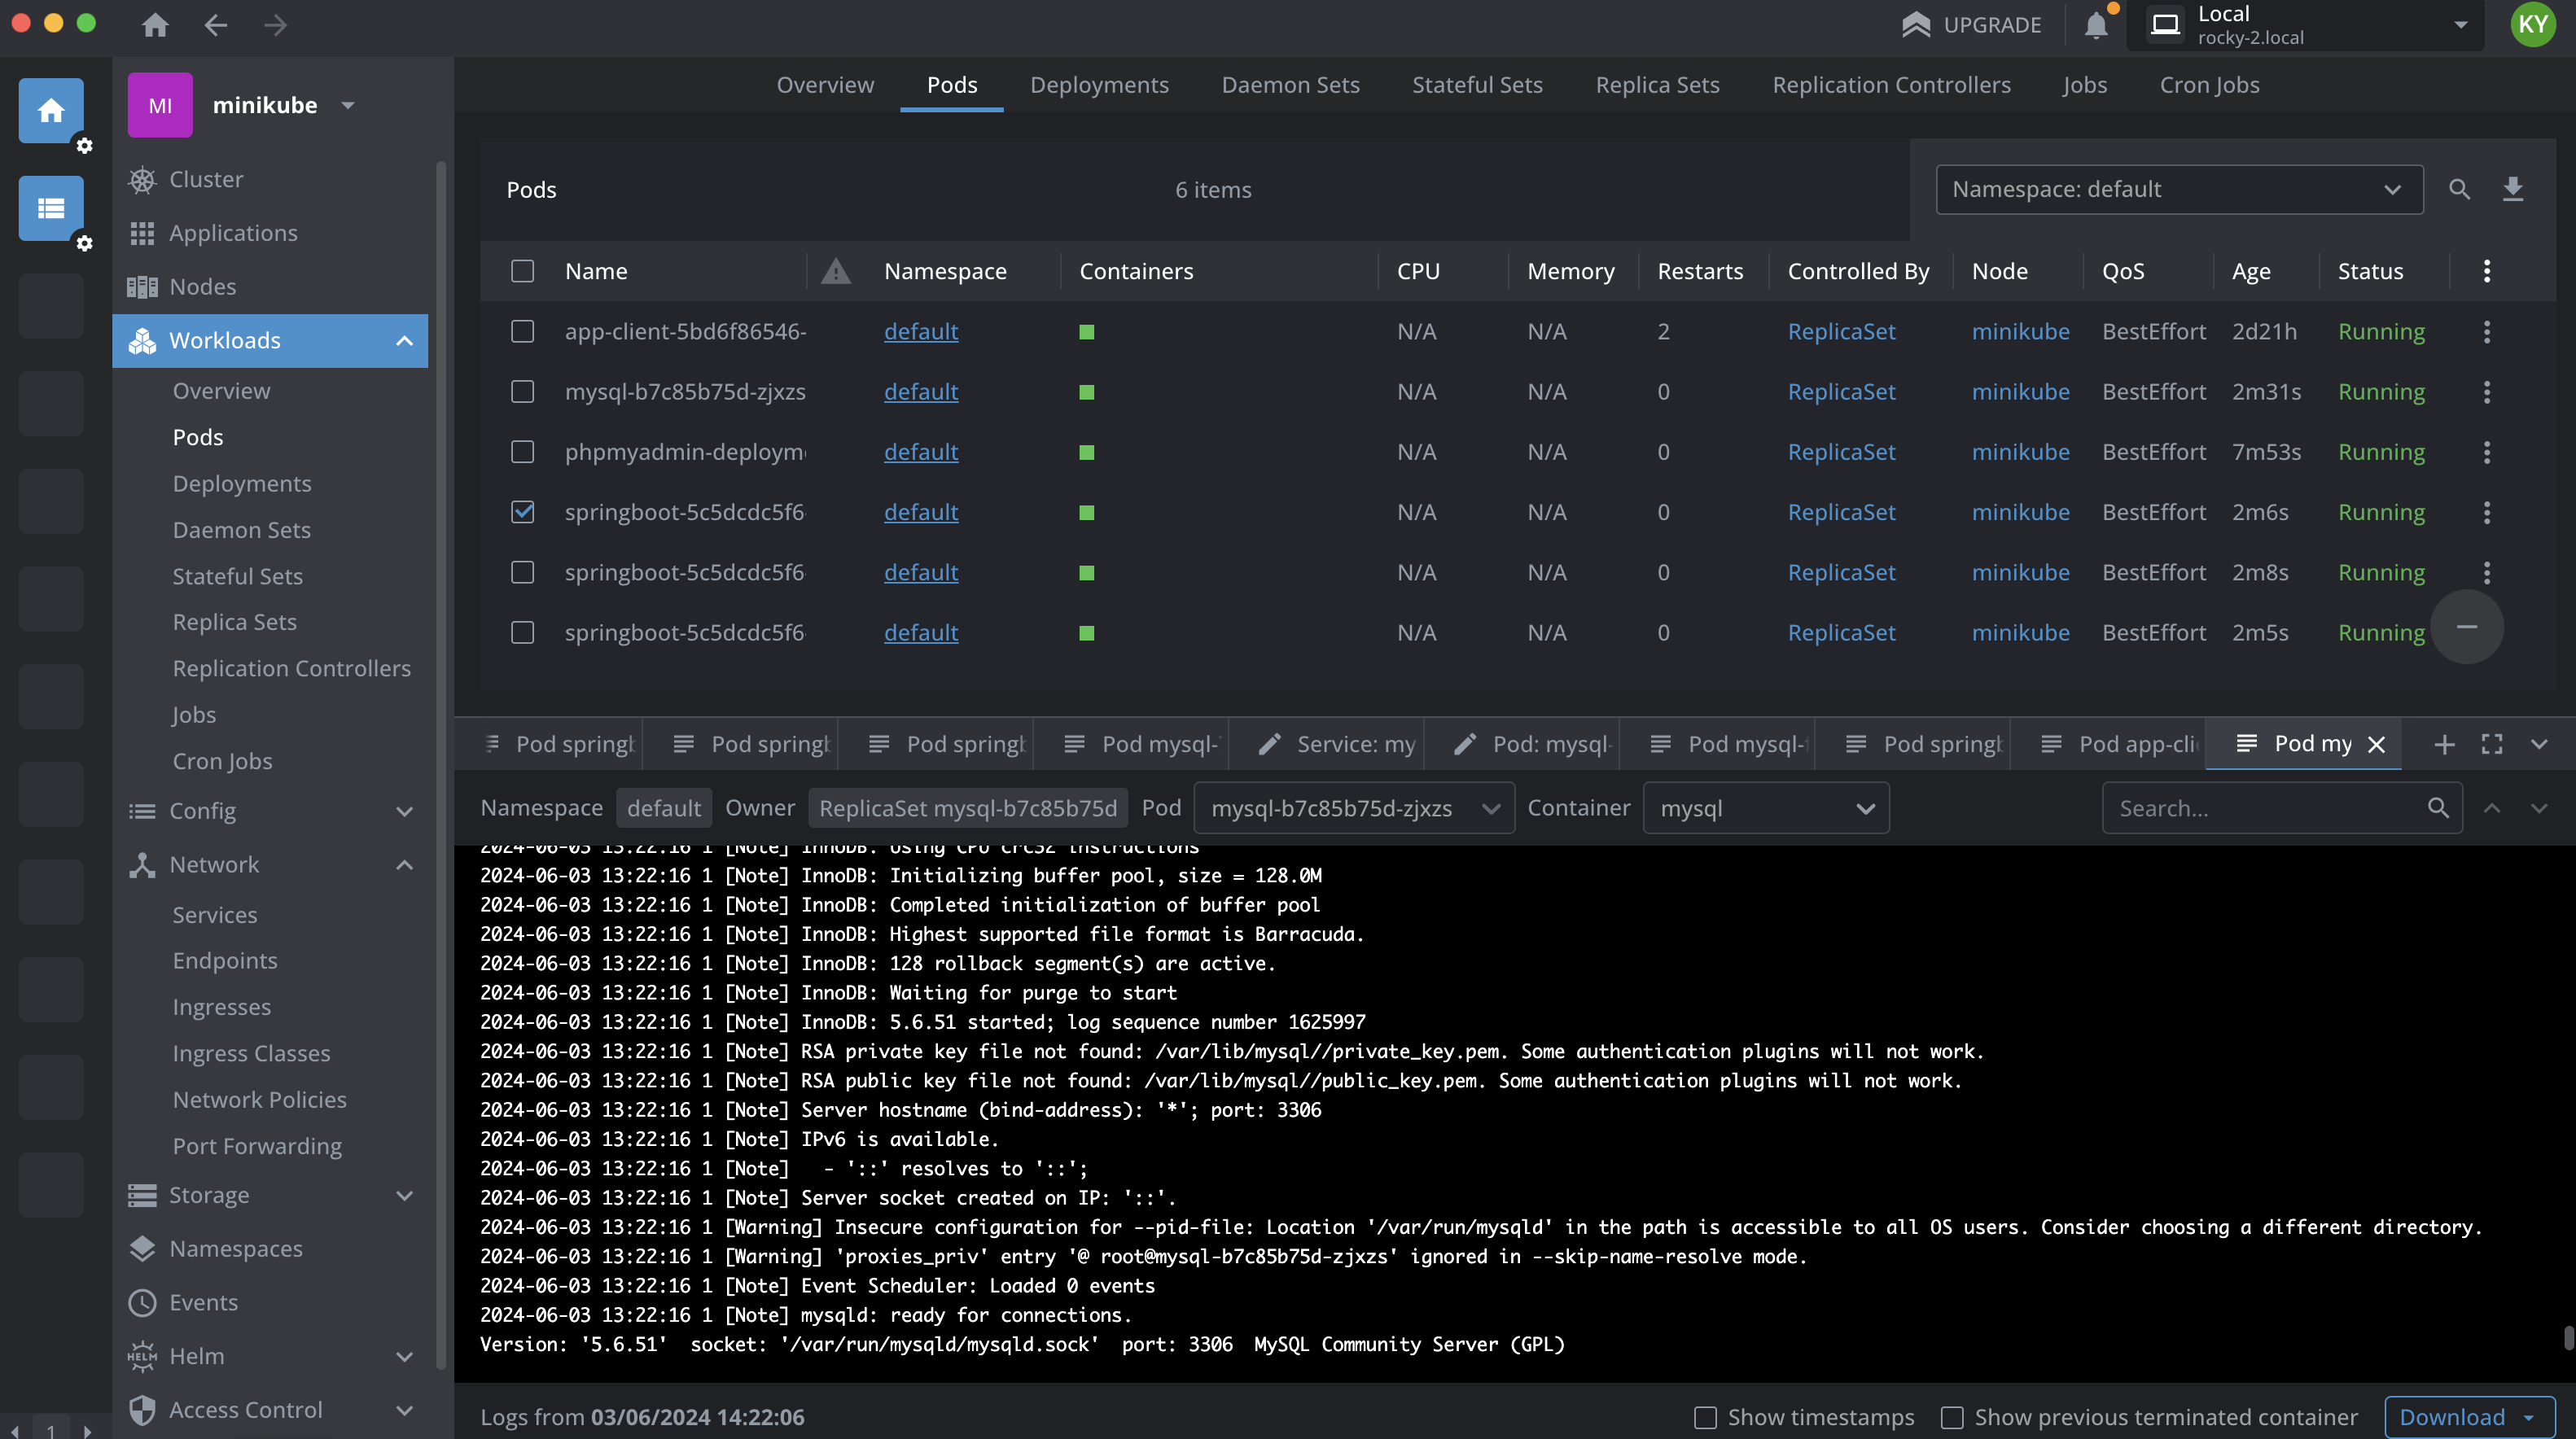 UPGRADE
Local
rocky-2.local
KY
MI
minikube
Cluster
Applications
Nodes
Workloads
Overview
Pods
Deployments
Daemon Sets
Stateful Sets
Replica Sets
Replication Controllers
Jobs
Cron Jobs
Config
Network
Services
Endpoints
Ingresses
Ingress Classes
Network Policies
Port Forwarding
Storage
Namespaces
Events
HELM
Helm
Access Control
1
Overview Pods Deployments Daemon Sets Stateful Sets Replica Sets Replication Controllers Jobs Cron Jobs
Pods 6 items Namespace: default
Name Namespace Containers CPU Memory Restarts Controlled By Node QoS Age Status
app-client-5bd6f86546- default N/A N/A 2 ReplicaSet minikube BestEffort 2d21h Running
mysql-b7c85b75d-zjxzs default N/A N/A 0 ReplicaSet minikube BestEffort 2m31s Running
phpmyadmin-deployme default N/A N/A 0 ReplicaSet minikube BestEffort 7m53s Running
springboot-5c5dcdc5f6- default N/A N/A 0 ReplicaSet minikube BestEffort 2m6s Running
springboot-5c5dcdc5f6- default N/A N/A 0 ReplicaSet minikube BestEffort 2m8s Running
springboot-5c5dcdc5f6- default N/A N/A 0 ReplicaSet minikube BestEffort 2m5s Running
Pod springb Pod springb Pod springb Pod mysql- Service: my Pod: mysql- Pod mysql- Pod springb Pod app-cli Pod my
Namespace default Owner ReplicaSet mysql-b7c85b75d Pod mysql-b7c85b75d-zjxzs Container mysql Search...
2024-06-03 13:22:16 1 [Note] InnoDB: Using CPU crc32 instructions
2024-06-03 13:22:16 1 [Note] InnoDB: Initializing buffer pool, size = 128.0M
2024-06-03 13:22:16 1 [Note] InnoDB: Completed initialization of buffer pool
2024-06-03 13:22:16 1 [Note] InnoDB: Highest supported file format is Barracuda.
2024-06-03 13:22:16 1 [Note] InnoDB: 128 rollback segment(s) are active.
2024-06-03 13:22:16 1 [Note] InnoDB: Waiting for purge to start
2024-06-03 13:22:16 1 [Note] InnoDB: 5.6.51 started; log sequence number 1625997
2024-06-03 13:22:16 1 [Note] RSA private key file not found: /var/lib/mysql//private_key.pem. Some authentication plugins will not work.
2024-06-03 13:22:16 1 [Note] RSA public key file not found: /var/lib/mysql//public_key.pem. Some authentication plugins will not work.
2024-06-03 13:22:16 1 [Note] Server hostname (bind-address): '*'; port: 3306
2024-06-03 13:22:16 1 [Note] IPv6 is available.
2024-06-03 13:22:16 1 [Note]   - '::' resolves to '::';
2024-06-03 13:22:16 1 [Note] Server socket created on IP: '::'.
2024-06-03 13:22:16 1 [Warning] Insecure configuration for --pid-file: Location '/var/run/mysqld' in the path is accessible to all OS users. Consider choosing a different directory.
2024-06-03 13:22:16 1 [Warning] 'proxies_priv' entry '@ root@mysql-b7c85b75d-zjxzs' ignored in --skip-name-resolve mode.
2024-06-03 13:22:16 1 [Note] Event Scheduler: Loaded 0 events
2024-06-03 13:22:16 1 [Note] mysqld: ready for connections.
Version: '5.6.51'  socket: '/var/run/mysqld/mysqld.sock'  port: 3306  MySQL Community Server (GPL)
Logs from 03/06/2024 14:22:06 Show timestamps Show previous terminated container Download